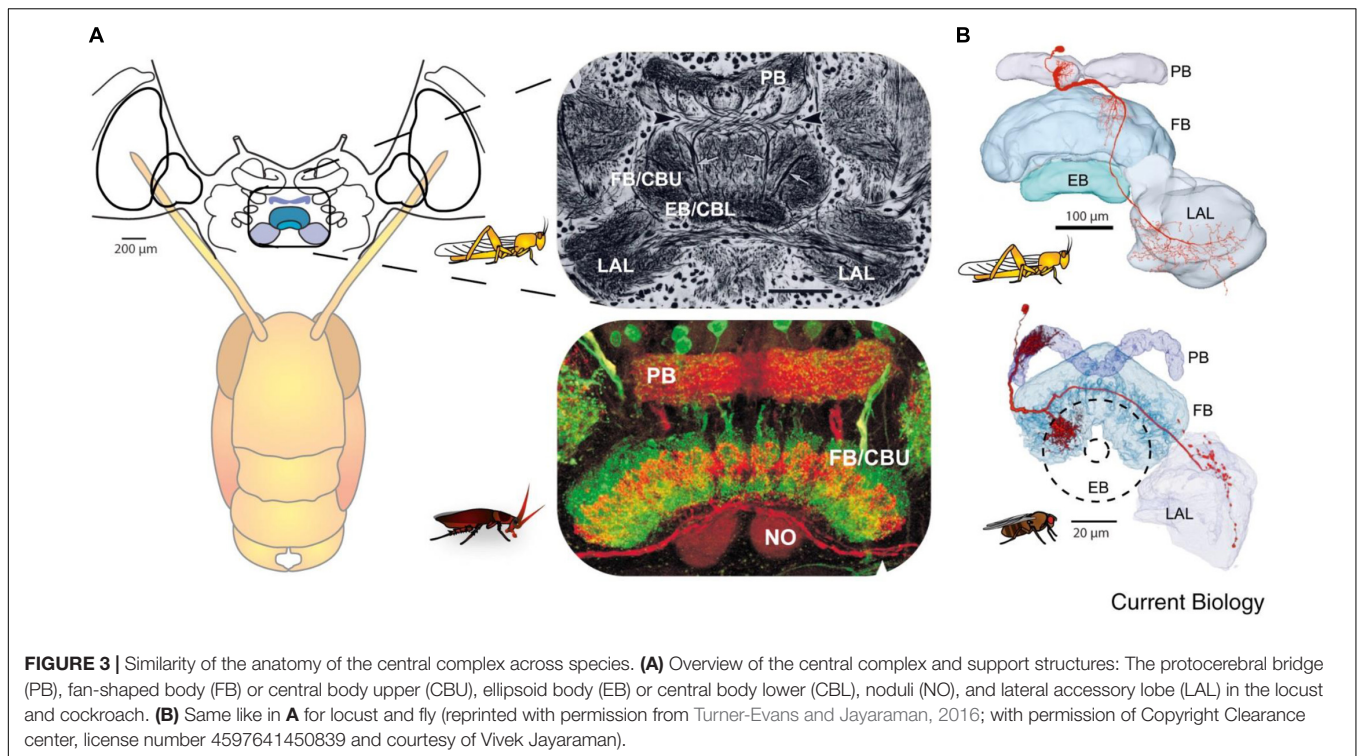 A
B
PB
FB/CBU
EB/CBL
LAL
LAL
200 µm
PB
FB
EB
LAL
100 µm
PB
FB/CBU
NO
PB
FB
EB
LAL
20 µm
Current Biology
FIGURE 3 | Similarity of the anatomy of the central complex across species. (A) Overview of the central complex and support structures: The protocerebral bridge
(PB), fan-shaped body (FB) or central body upper (CBU), ellipsoid body (EB) or central body lower (CBL), noduli (NO), and lateral accessory lobe (LAL) in the locust
and cockroach. (B) Same like in A for locust and fly (reprinted with permission from Turner-Evans and Jayaraman, 2016; with permission of Copyright Clearance
center, license number 4597641450839 and courtesy of Vivek Jayaraman).